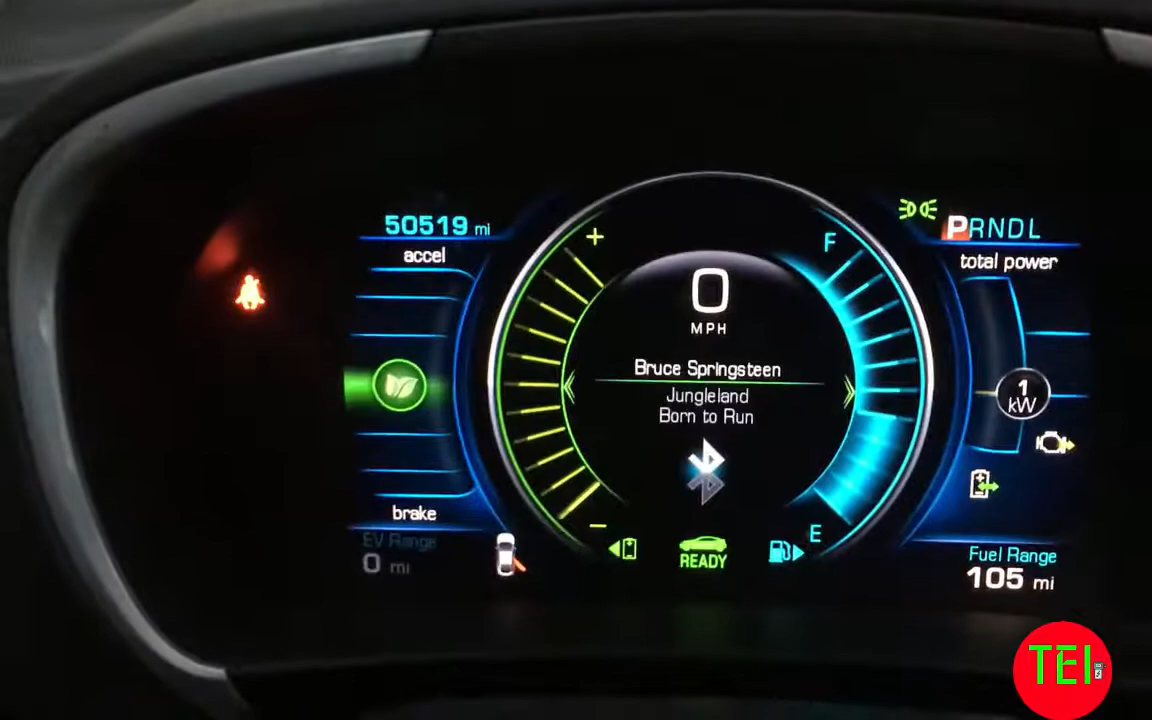 50519 mi
accel
brake
EV Range
0 mi
+
−
F
E
0
MPH
Bruce Springsteen
Jungleland
Born to Run
READY
PRNDL
total power
1
kW
Fuel Range
105 mi
TEI